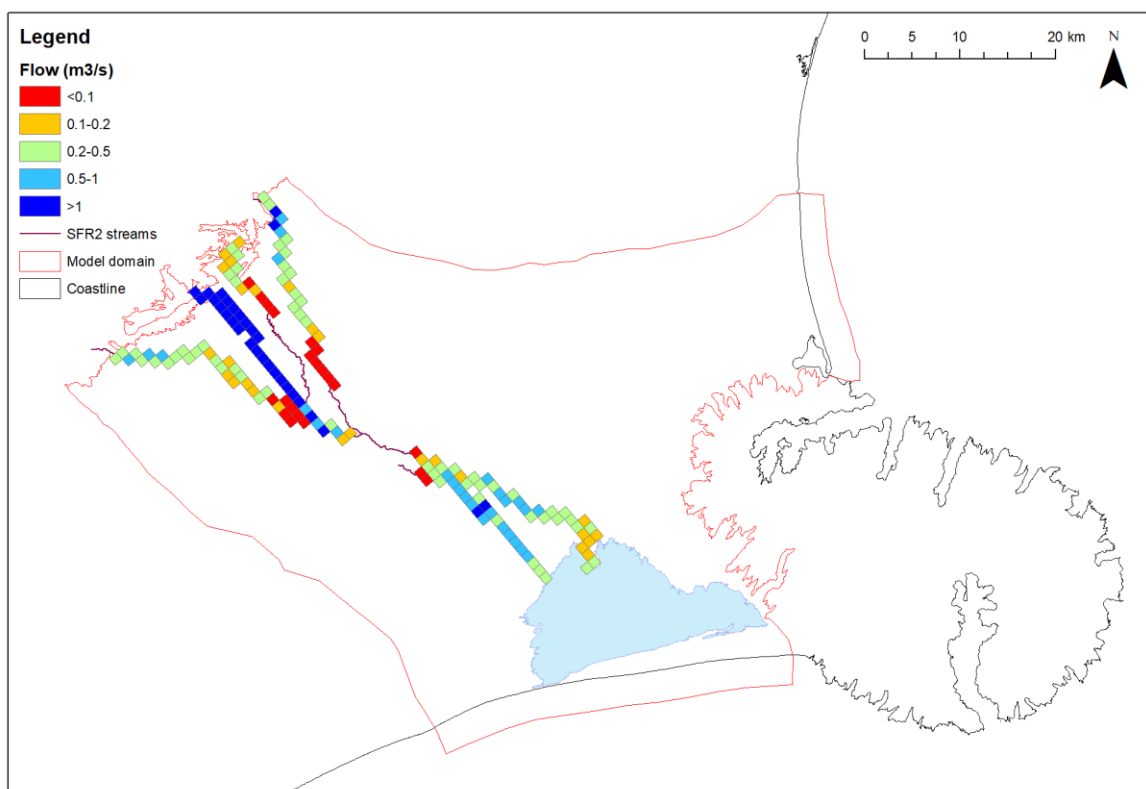 Legend
Flow (m3/s)
<0.1
0.1-0.2
0.2-0.5
0.5-1
>1
SFR2 streams
Model domain
Coastline
0 5 10 20 km
N